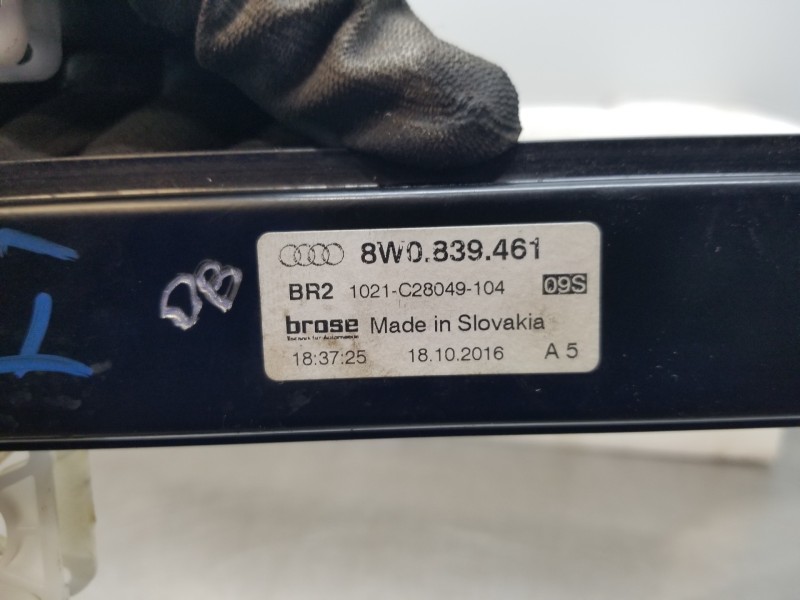 8W0.839.461
BR2 1021-C28049-104 09S
brose Made in Slovakia
18:37:25 18.10.2016 A 5
DB